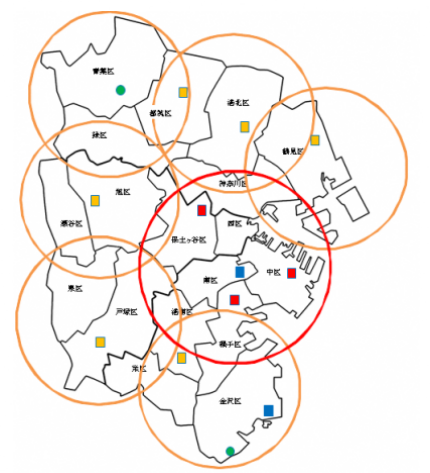 青葉区
都筑区
港北区
緑区
鶴見区
神奈川区
旭区
瀬谷区
保土ヶ谷区
西区
泉区
南区
中区
戸塚区
港南区
磯子区
栄区
金沢区